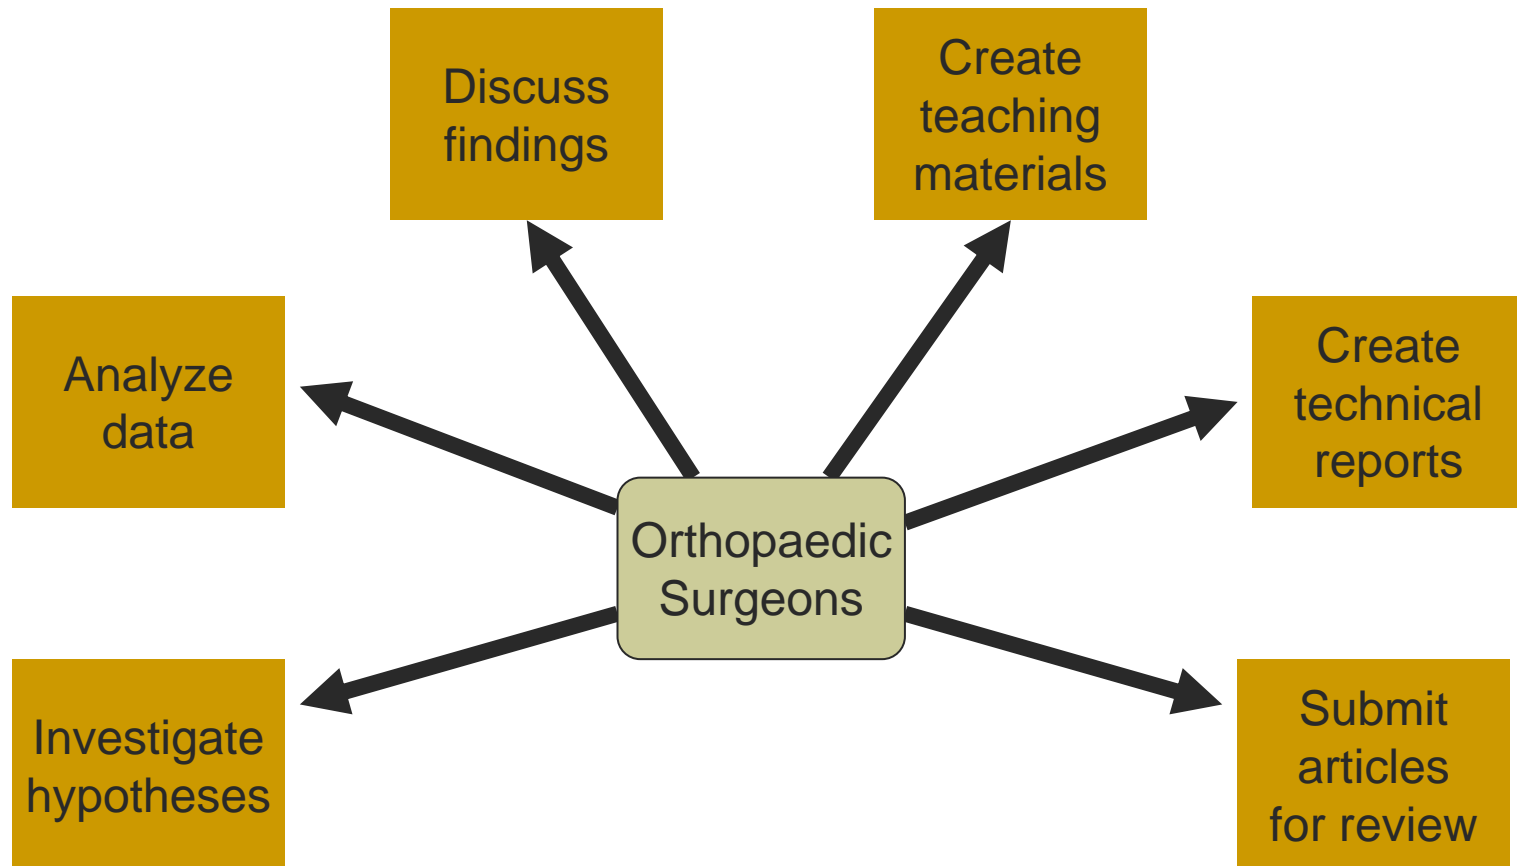 Discuss
findings
Create
teaching
materials
Analyze
data
Create
technical
reports
Orthopaedic
Surgeons
Investigate
hypotheses
Submit
articles
for review